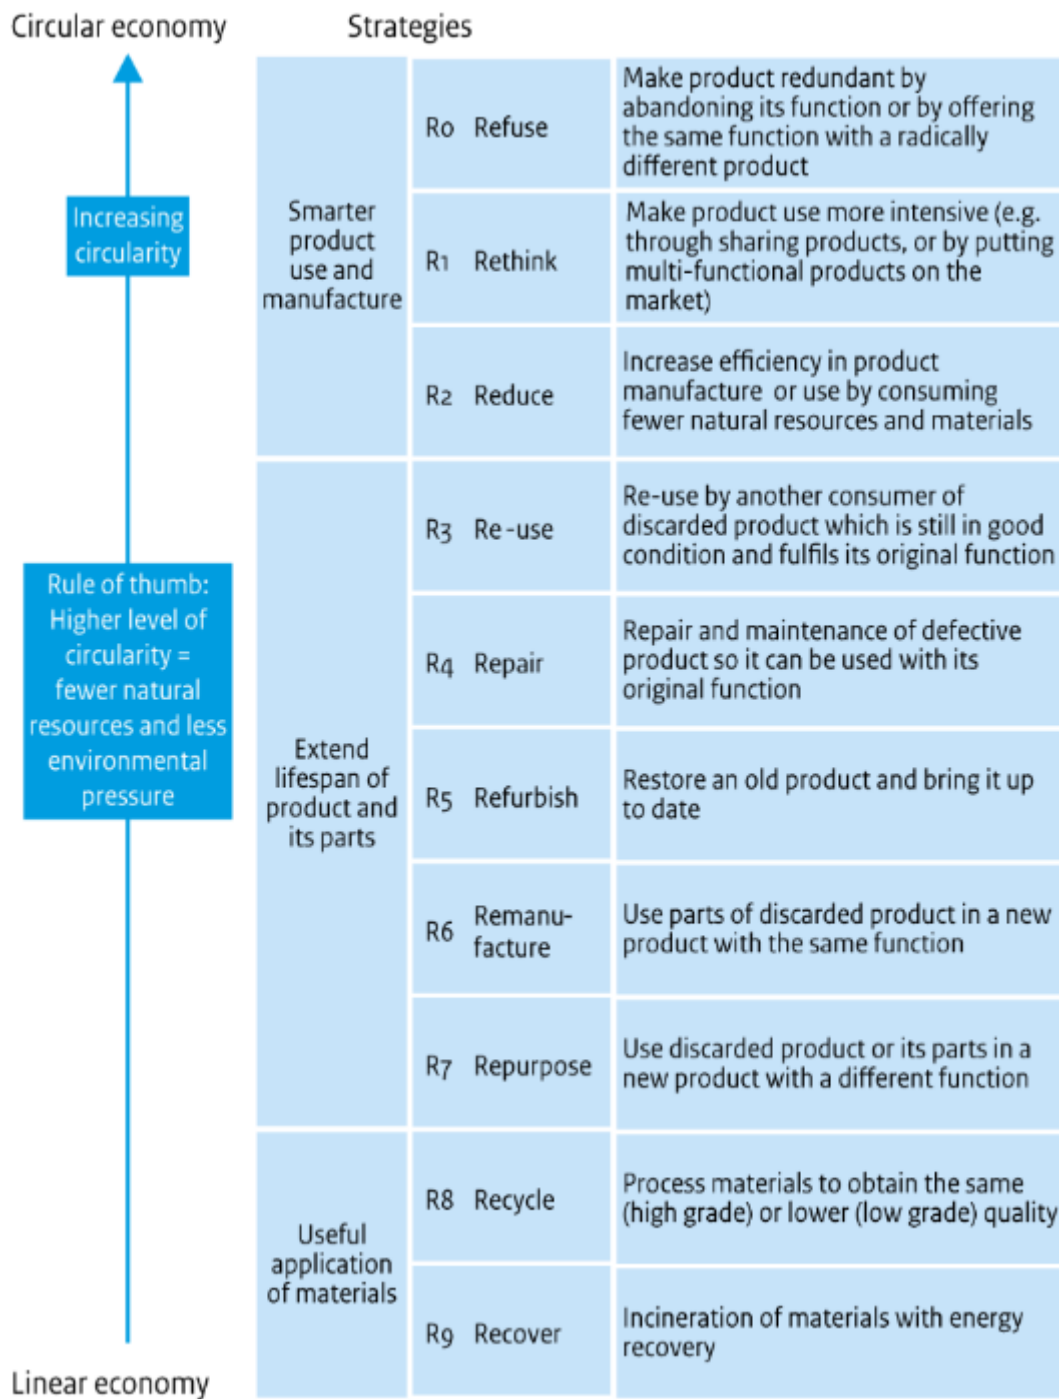 Circular economy
Strategies
Increasing
circularity
Rule of thumb:
Higher level of
circularity =
fewer natural
resources and less
environmental
pressure
Linear economy
Smarter
product
use and
manufacture
R0 Refuse
Make product redundant by
abandoning its function or by offering
the same function with a radically
different product
R1 Rethink
Make product use more intensive (e.g.
through sharing products, or by putting
multi-functional products on the
market)
R2 Reduce
Increase efficiency in product
manufacture or use by consuming
fewer natural resources and materials
Extend
lifespan of
product and
its parts
R3 Re-use
Re-use by another consumer of
discarded product which is still in good
condition and fulfils its original function
R4 Repair
Repair and maintenance of defective
product so it can be used with its
original function
R5 Refurbish
Restore an old product and bring it up
to date
R6 Remanu-
facture
Use parts of discarded product in a new
product with the same function
R7 Repurpose
Use discarded product or its parts in a
new product with a different function
Useful
application
of materials
R8 Recycle
Process materials to obtain the same
(high grade) or lower (low grade) quality
R9 Recover
Incineration of materials with energy
recovery